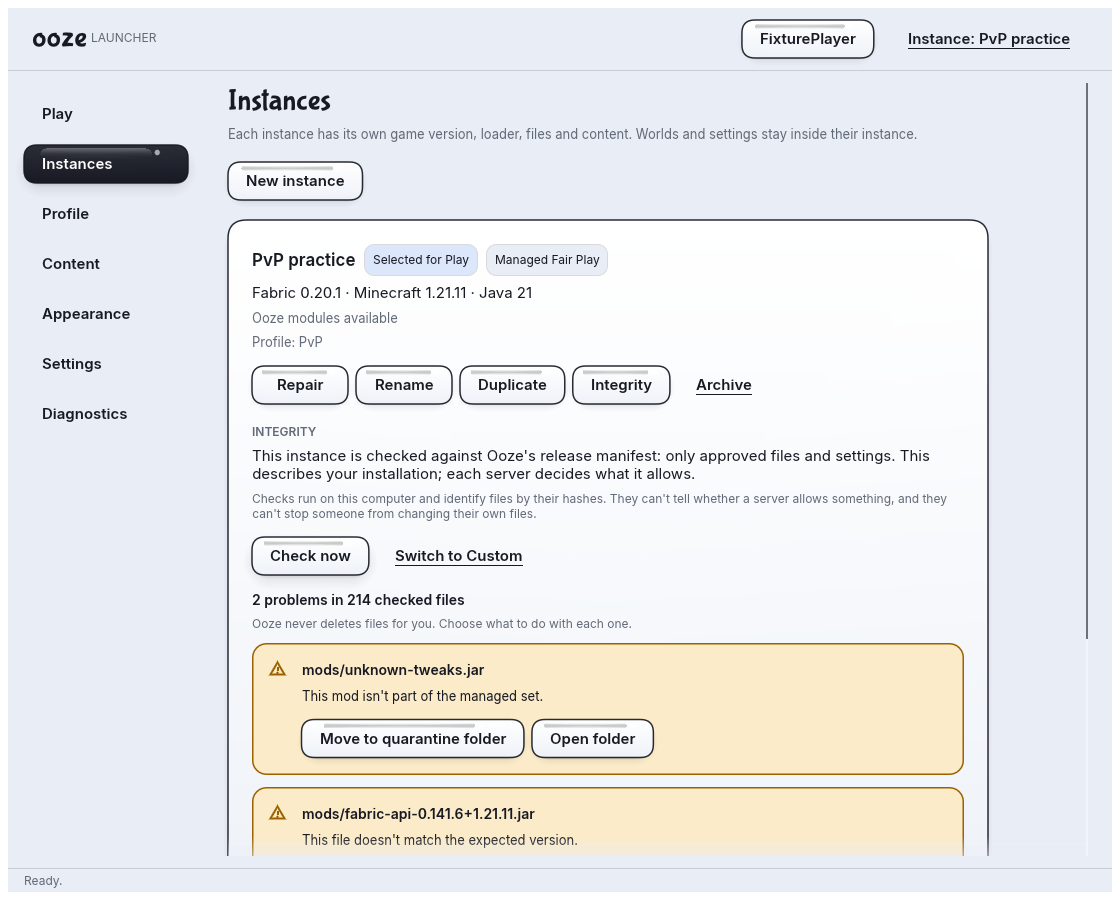 ooze LAUNCHER
FixturePlayer
Instance: PvP practice
Play
Instances
Profile
Content
Appearance
Settings
Diagnostics
Instances
Each instance has its own game version, loader, files and content. Worlds and settings stay inside their instance.
New instance
PvP practice Selected for Play Managed Fair Play
Fabric 0.20.1 · Minecraft 1.21.11 · Java 21
Ooze modules available
Profile: PvP
Repair Rename Duplicate Integrity Archive
INTEGRITY
This instance is checked against Ooze's release manifest: only approved files and settings. This
describes your installation; each server decides what it allows.
Checks run on this computer and identify files by their hashes. They can't tell whether a server allows something, and they
can't stop someone from changing their own files.
Check now Switch to Custom
2 problems in 214 checked files
Ooze never deletes files for you. Choose what to do with each one.
mods/unknown-tweaks.jar
This mod isn't part of the managed set.
Move to quarantine folder Open folder
mods/fabric-api-0.141.6+1.21.11.jar
This file doesn't match the expected version.
Ready.